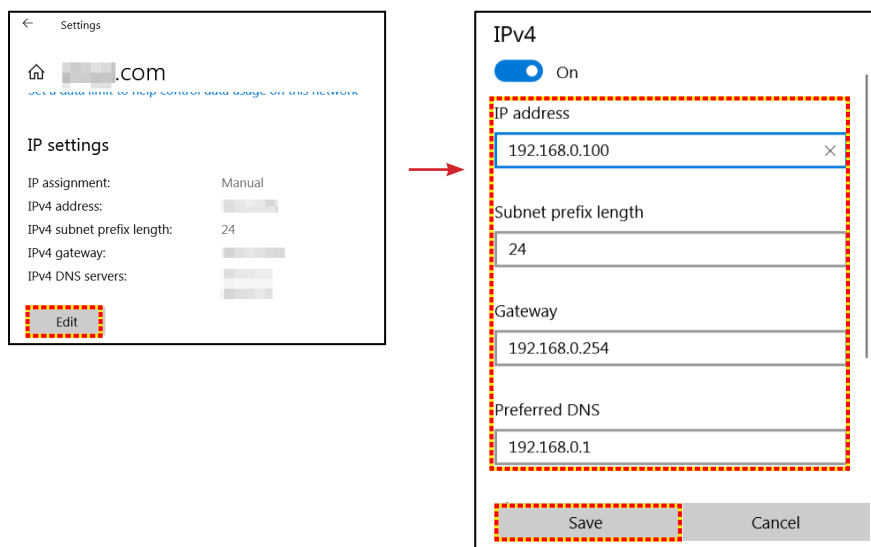 Settings
.com
Set a data limit to help control data usage on this network
IP settings
IP assignment: Manual
IPv4 address:
IPv4 subnet prefix length: 24
IPv4 gateway:
IPv4 DNS servers:
Edit
IPv4
On
IP address
192.168.0.100
Subnet prefix length
24
Gateway
192.168.0.254
Preferred DNS
192.168.0.1
Save Cancel